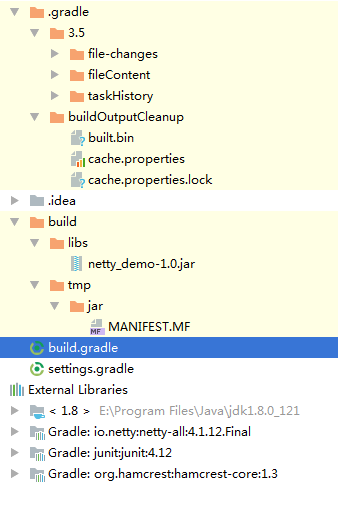 .gradle
3.5
file-changes
fileContent
taskHistory
buildOutputCleanup
built.bin
cache.properties
cache.properties.lock
.idea
build
libs
netty_demo-1.0.jar
tmp
jar
MF MANIFEST.MF
build.gradle
settings.gradle
External Libraries
< 1.8 > E:\Program Files\Java\jdk1.8.0_121
Gradle: io.netty:netty-all:4.1.12.Final
Gradle: junit:junit:4.12
Gradle: org.hamcrest:hamcrest-core:1.3